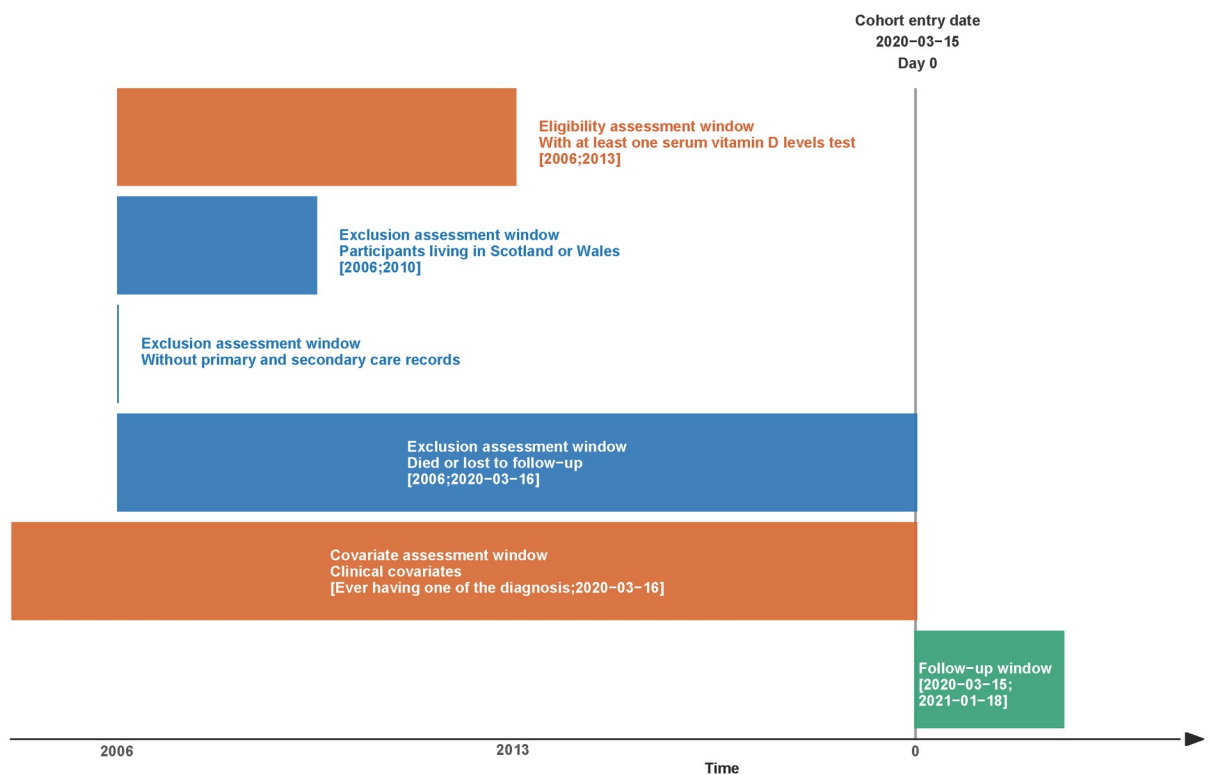 Cohort entry date
2020−03−15
Day 0
Eligibility assessment window
With at least one serum vitamin D levels test
[2006;2013]
Exclusion assessment window
Participants living in Scotland or Wales
[2006;2010]
Exclusion assessment window
Without primary and secondary care records
Exclusion assessment window
Died or lost to follow−up
[2006;2020−03−16]
Covariate assessment window
Clinical covariates
[Ever having one of the diagnosis;2020−03−16]
Follow−up window
[2020−03−15;
2021−01−18]
2006
2013
0
Time